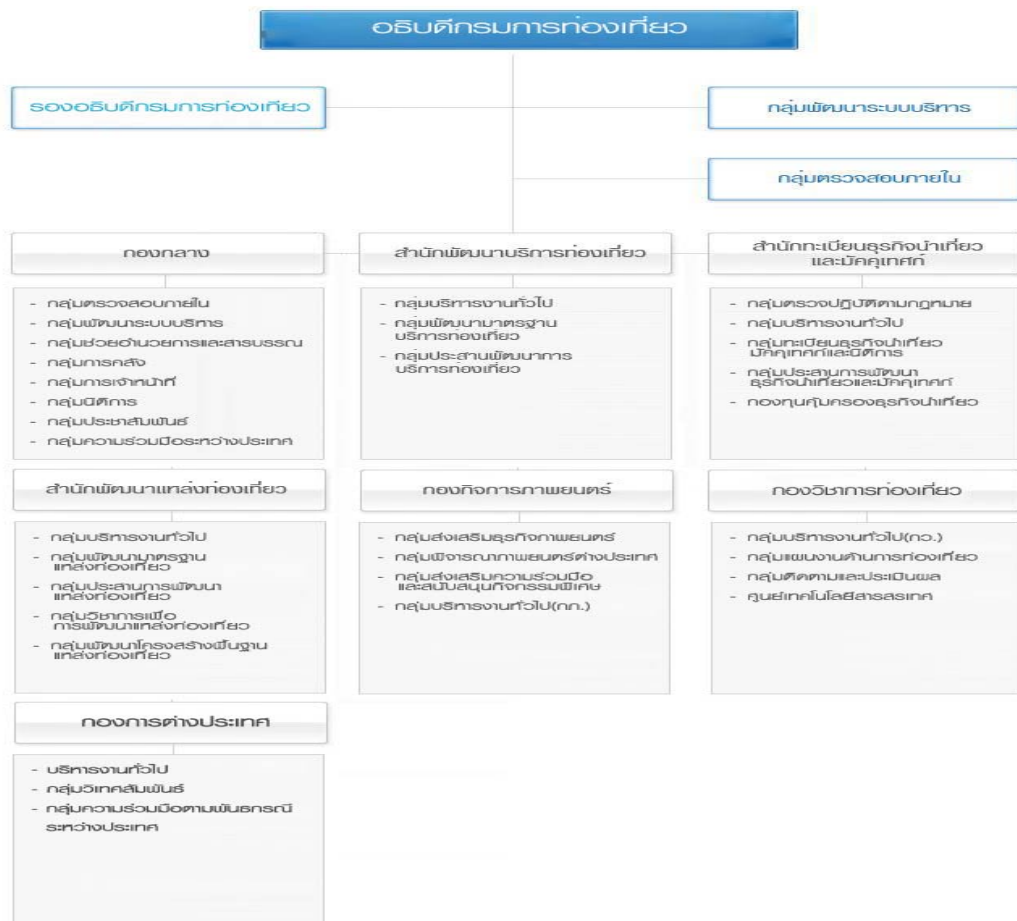 อธิบดีกรมการท่องเที่ยว
รองอธิบดีกรมการท่องเที่ยว
กลุ่มพัฒนาระบบบริหาร
กลุ่มตรวจสอบภายใน
กองกลาง
- กลุ่มตรวจสอบภายใน
- กลุ่มพัฒนาระบบบริหาร
- กลุ่มช่วยอำนวยการและสารบรรณ
- กลุ่มการคลัง
- กลุ่มการเจ้าหน้าที่
- กลุ่มนิติการ
- กลุ่มประชาสัมพันธ์
- กลุ่มความร่วมมือระหว่างประเทศ
สำนักพัฒนาบริการท่องเที่ยว
- กลุ่มบริหารงานทั่วไป
- กลุ่มพัฒนามาตรฐาน
บริการท่องเที่ยว
- กลุ่มประสานพัฒนาการ
บริการท่องเที่ยว
สำนักทะเบียนธุรกิจนำเที่ยว
และมัคคุเทศก์
- กลุ่มตรวจปฏิบัติตามกฎหมาย
- กลุ่มบริหารงานทั่วไป
- กลุ่มทะเบียนธุรกิจนำเที่ยว
มัคคุเทศก์และนิติการ
- กลุ่มประสานการพัฒนา
ธุรกิจนำเที่ยวและมัคคุเทศก์
- กองทุนคุ้มครองธุรกิจนำเที่ยว
สำนักพัฒนาแหล่งท่องเที่ยว
- กลุ่มบริหารงานทั่วไป
- กลุ่มพัฒนามาตรฐาน
แหล่งท่องเที่ยว
- กลุ่มประสานการพัฒนา
แหล่งท่องเที่ยว
- กลุ่มวิชาการเพื่อ
การพัฒนาแหล่งท่องเที่ยว
- กลุ่มพัฒนาโครงสร้างพื้นฐาน
แหล่งท่องเที่ยว
กองกิจการภาพยนตร์
- กลุ่มส่งเสริมธุรกิจภาพยนตร์
- กลุ่มพิจารณาภาพยนตร์ต่างประเทศ
- กลุ่มส่งเสริมความร่วมมือ
และสนับสนุนกิจกรรมพิเศษ
- กลุ่มบริหารงานทั่วไป(กก.)
กองวิชาการท่องเที่ยว
- กลุ่มบริหารงานทั่วไป(กว.)
- กลุ่มแผนงานด้านการท่องเที่ยว
- กลุ่มติดตามและประเมินผล
- ศูนย์เทคโนโลยีสารสรเทศ
กองการต่างประเทศ
- บริหารงานทั่วไป
- กลุ่มวิเทศสัมพันธ์
- กลุ่มความร่วมมือตามพันธกรณี
ระหว่างประเทศ